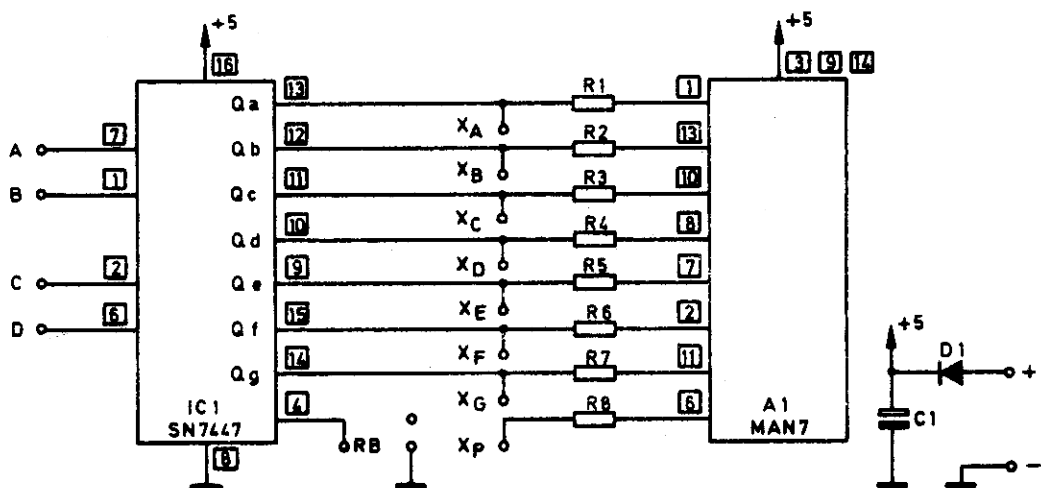 +5
+5
16
3 9 14
13
Qa
R1
1
7
A
12
Qb
XA
R2
13
1
B
11
Qc
XB
R3
10
10
Qd
XC
R4
8
2
C
9
Qe
XD
R5
7
6
D
15
Qf
XE
R6
2
14
Qg
XF
R7
11
4
XG
R8
6
IC1
SN7447
RB
XP
8
A1
MAN7
+5
D1
+
C1
-